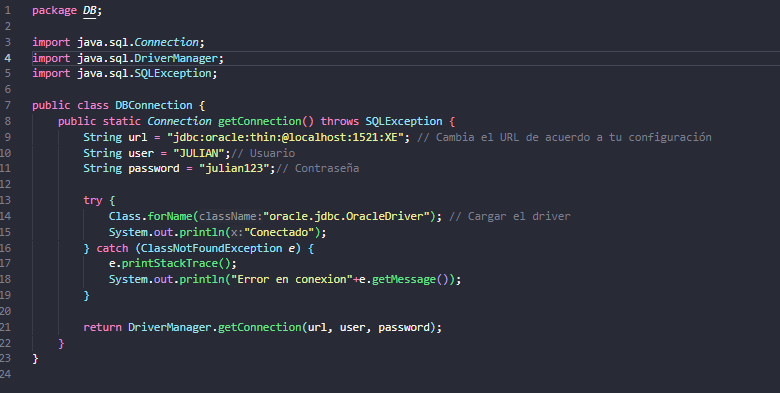 1 package DB;
2
3 import java.sql.Connection;
4 import java.sql.DriverManager;
5 import java.sql.SQLException;
6
7 public class DBConnection {
8     public static Connection getConnection() throws SQLException {
9         String url = "jdbc:oracle:thin:@localhost:1521:XE"; // Cambia el URL de acuerdo a tu configuración
10         String user = "JULIAN";// Usuario
11         String password = "julian123";// Contraseña
12
13         try {
14             Class.forName(className:"oracle.jdbc.OracleDriver"); // Cargar el driver
15             System.out.println(x:"Conectado");
16         } catch (ClassNotFoundException e) {
17             e.printStackTrace();
18             System.out.println("Error en conexion"+e.getMessage());
19         }
20
21         return DriverManager.getConnection(url, user, password);
22     }
23 }
24